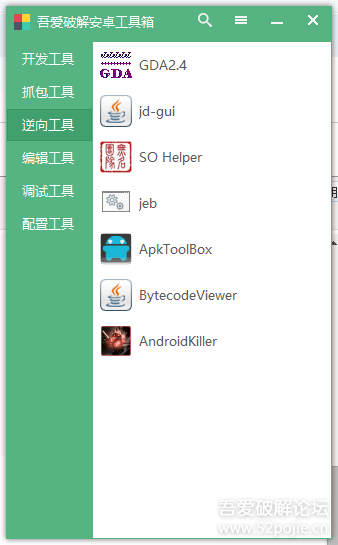 吾爱破解安卓工具箱
开发工具
抓包工具
逆向工具
编辑工具
调试工具
配置工具
GDA
GDA2.4
jd-gui
SO Helper
jeb
ApkToolBox
BytecodeViewer
AndroidKiller
吾爱破解论坛
www.52pojie.cn